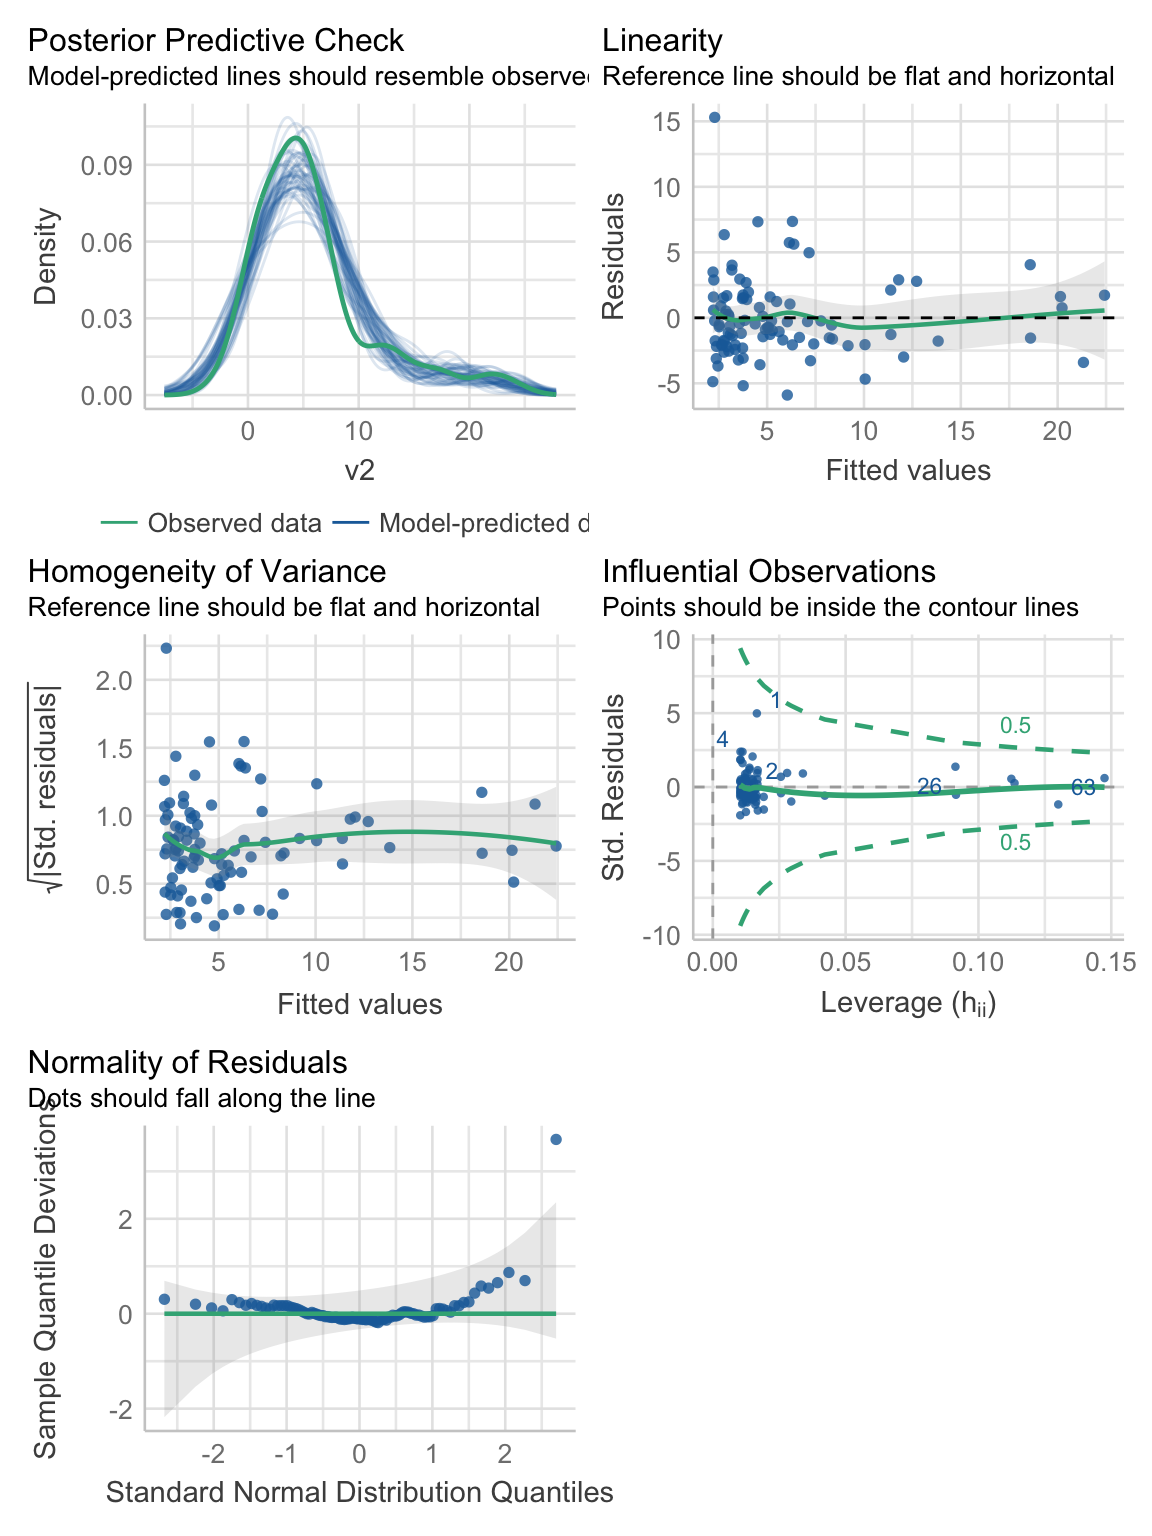 Posterior Predictive Check
Model-predicted lines should resemble observe
Density
0.09
0.06
0.03
0.00
0
10
20
v2
Observed data
Model-predicted d
Linearity
Reference line should be flat and horizontal
Residuals
15
10
5
0
-5
5
10
15
20
Fitted values
Homogeneity of Variance
Reference line should be flat and horizontal
√|Std. residuals|
2.0
1.5
1.0
0.5
5
10
15
20
Fitted values
Influential Observations
Points should be inside the contour lines
Std. Residuals
10
5
0
-5
-10
1
4
2
26
63
0.5
0.5
0.00
0.05
0.10
0.15
Leverage (hᵢᵢ)
Normality of Residuals
Dots should fall along the line
Sample Quantile Deviations
2
0
-2
-2
-1
0
1
2
Standard Normal Distribution Quantiles